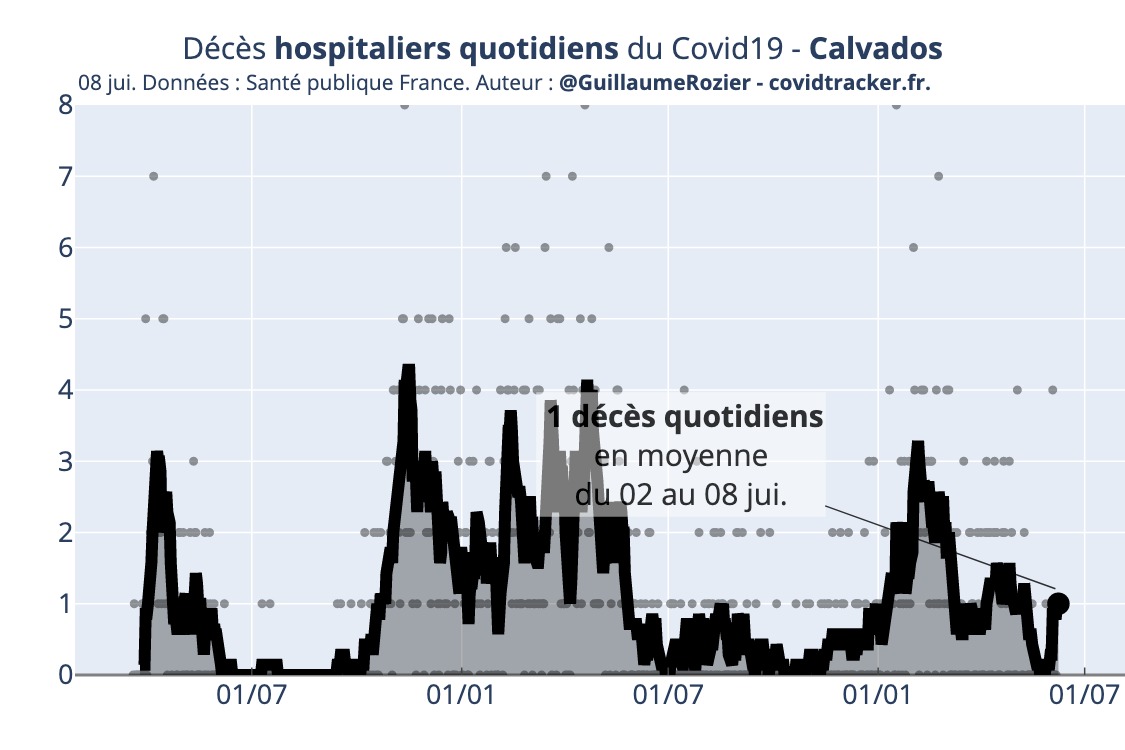 Décès hospitaliers quotidiens du Covid19 - Calvados
08 jui. Données : Santé publique France. Auteur : @GuillaumeRozier - covidtracker.fr.
8
7
6
5
4
3
2
1
0
1 décès quotidiens
en moyenne
du 02 au 08 jui.
01/07 01/01 01/07 01/01 01/07